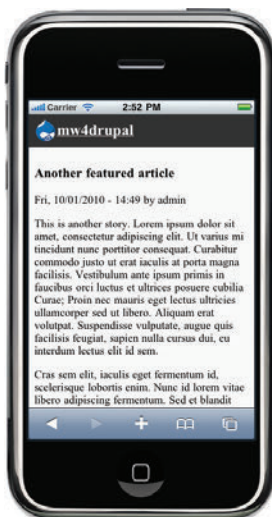 Carrier 2:52 PM
mw4drupal
Another featured article
Fri, 10/01/2010 - 14:49 by admin
This is another story. Lorem ipsum dolor sit
amet, consectetur adipiscing elit. Ut varius mi
tincidunt nunc porttitor consequat. Curabitur
commodo justo ut erat iaculis at porta magna
facilisis. Vestibulum ante ipsum primis in
faucibus orci luctus et ultrices posuere cubilia
Curae; Proin nec mauris eget lectus ultricies
ullamcorper sed ut libero. Aliquam erat
volutpat. Suspendisse vulputate, augue quis
facilisis feugiat, sapien nulla cursus dui, eu
interdum lectus elit id sem.
Cras sem elit, iaculis eget fermentum id,
scelerisque lobortis enim. Nunc id lorem vitae
libero adipiscing fermentum. Sed et blandit